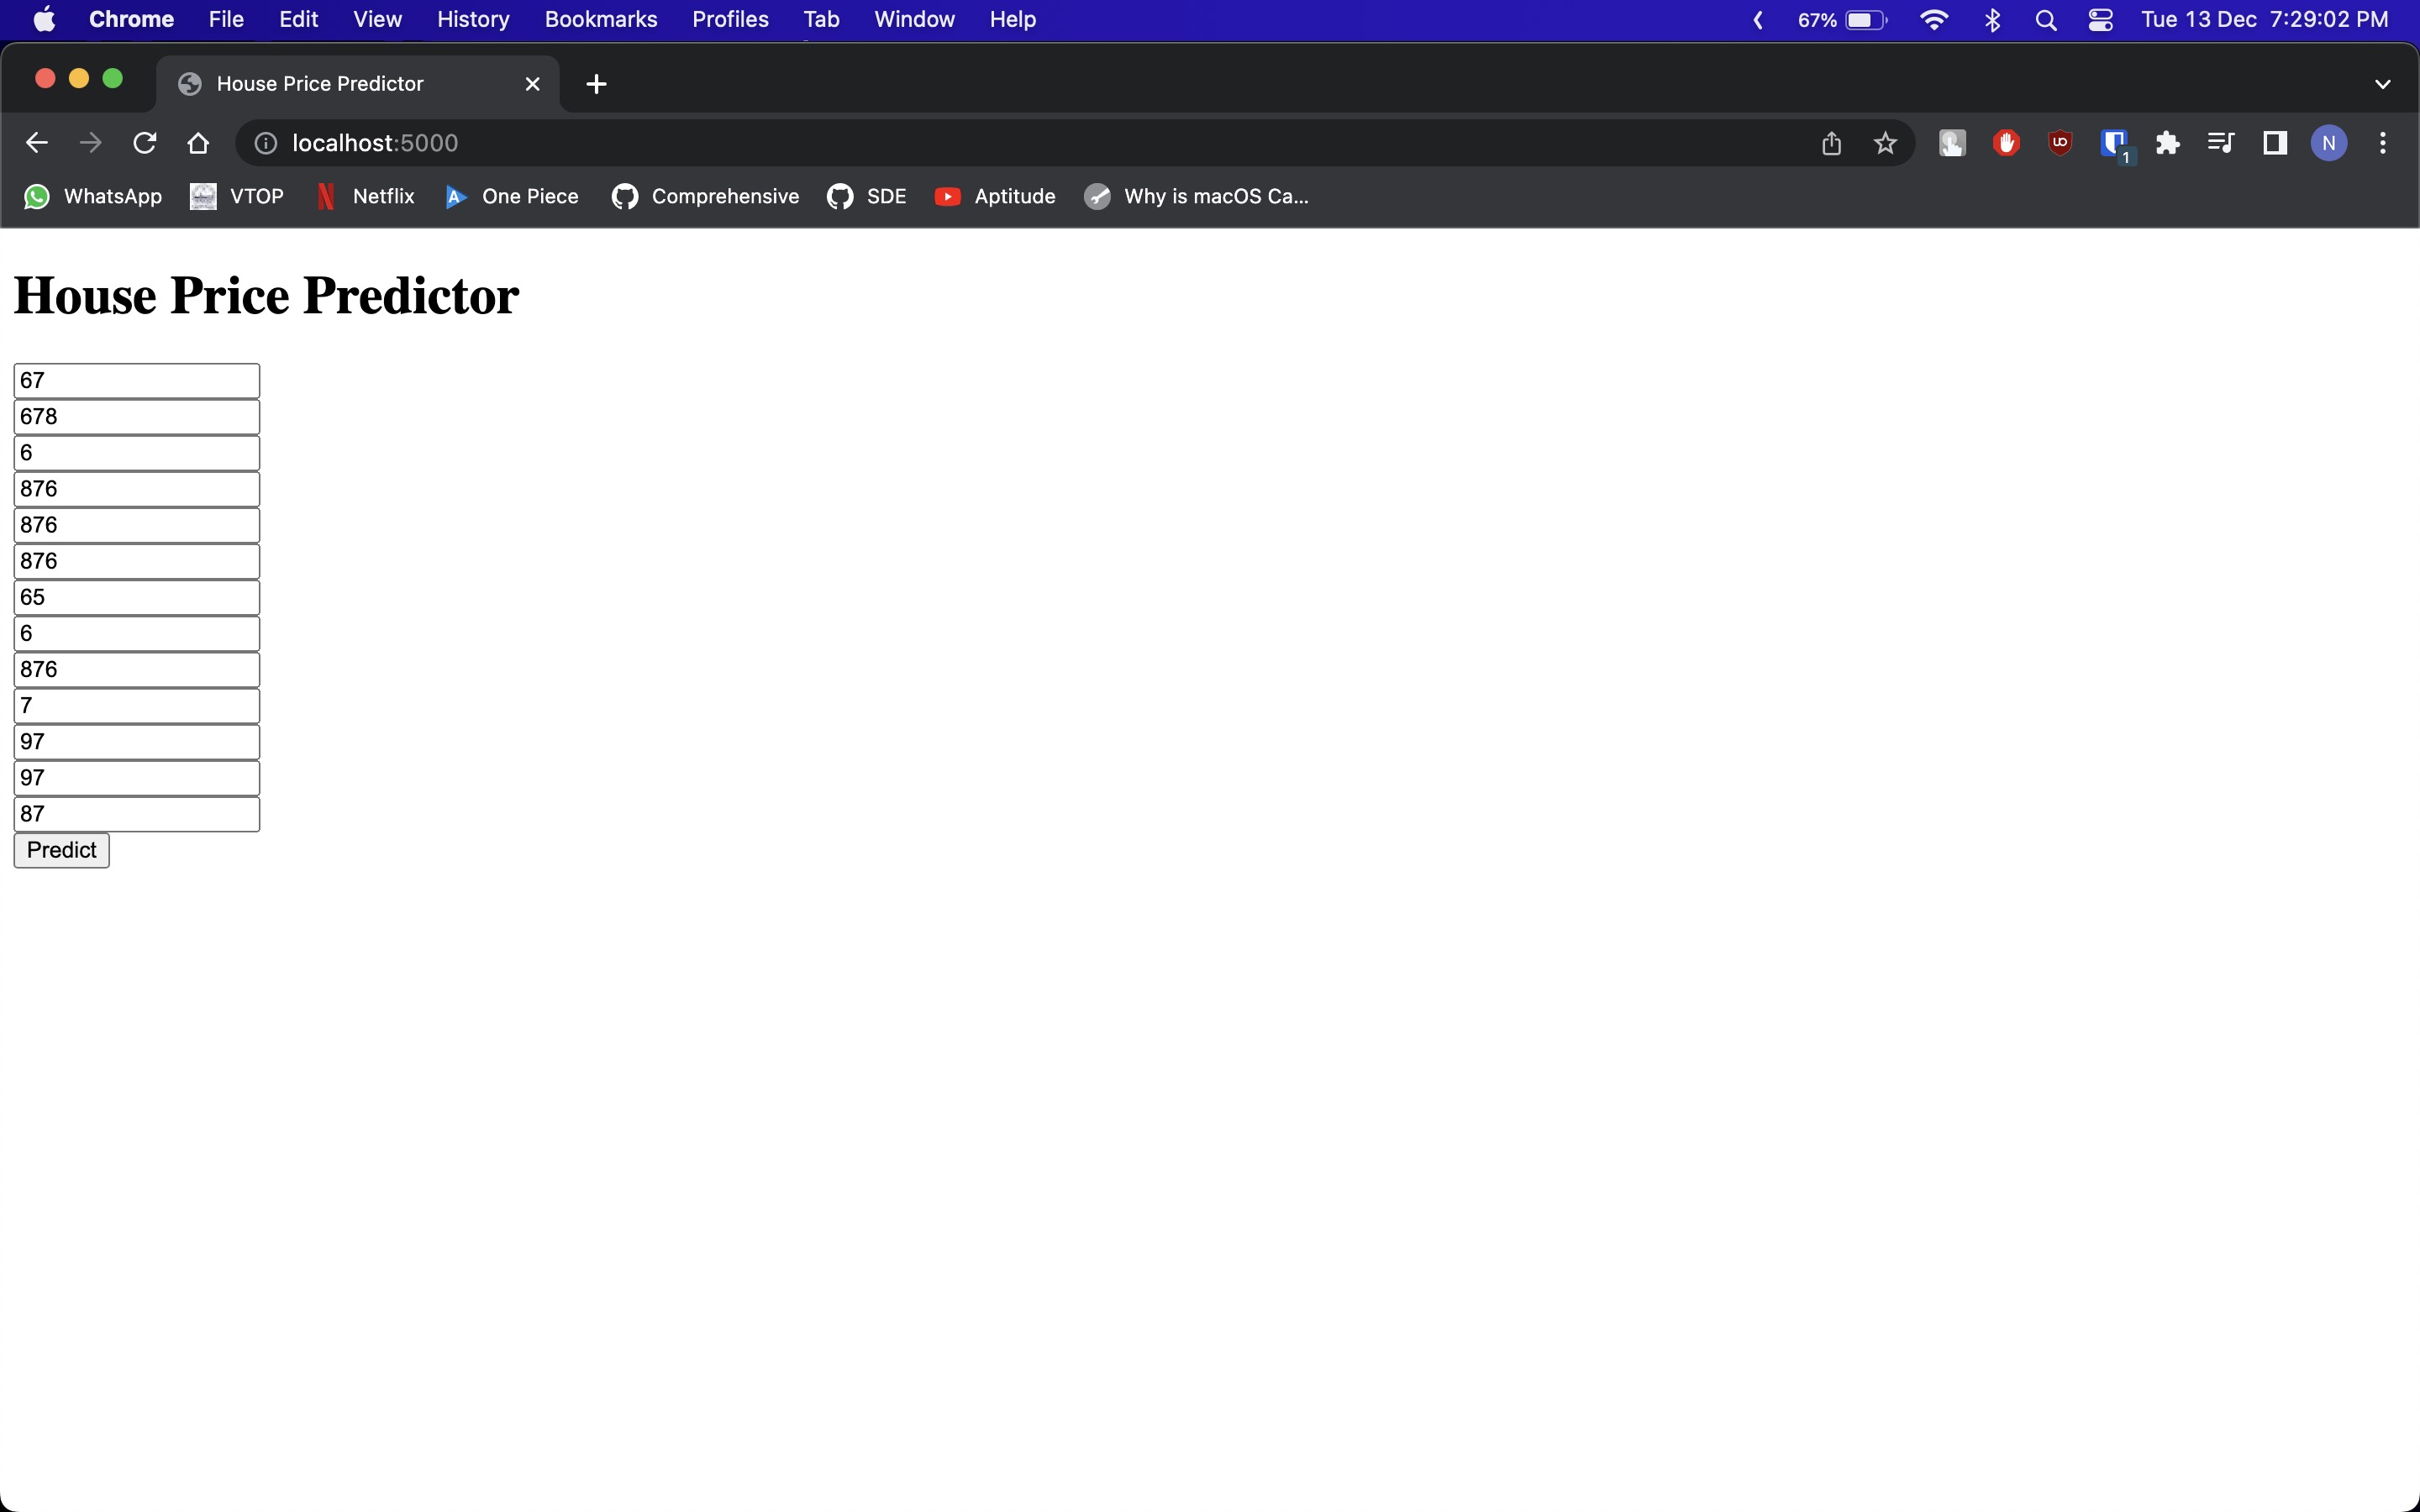 Chrome File Edit View History Bookmarks Profiles Tab Window Help 67% Tue 13 Dec 7:29:02 PM
House Price Predictor
localhost:5000 UO 1 N
WhatsApp VTOP N Netflix A One Piece Comprehensive SDE Aptitude Why is macOS Ca...
House Price Predictor
67
678
6
876
876
876
65
6
876
7
97
97
87
Predict